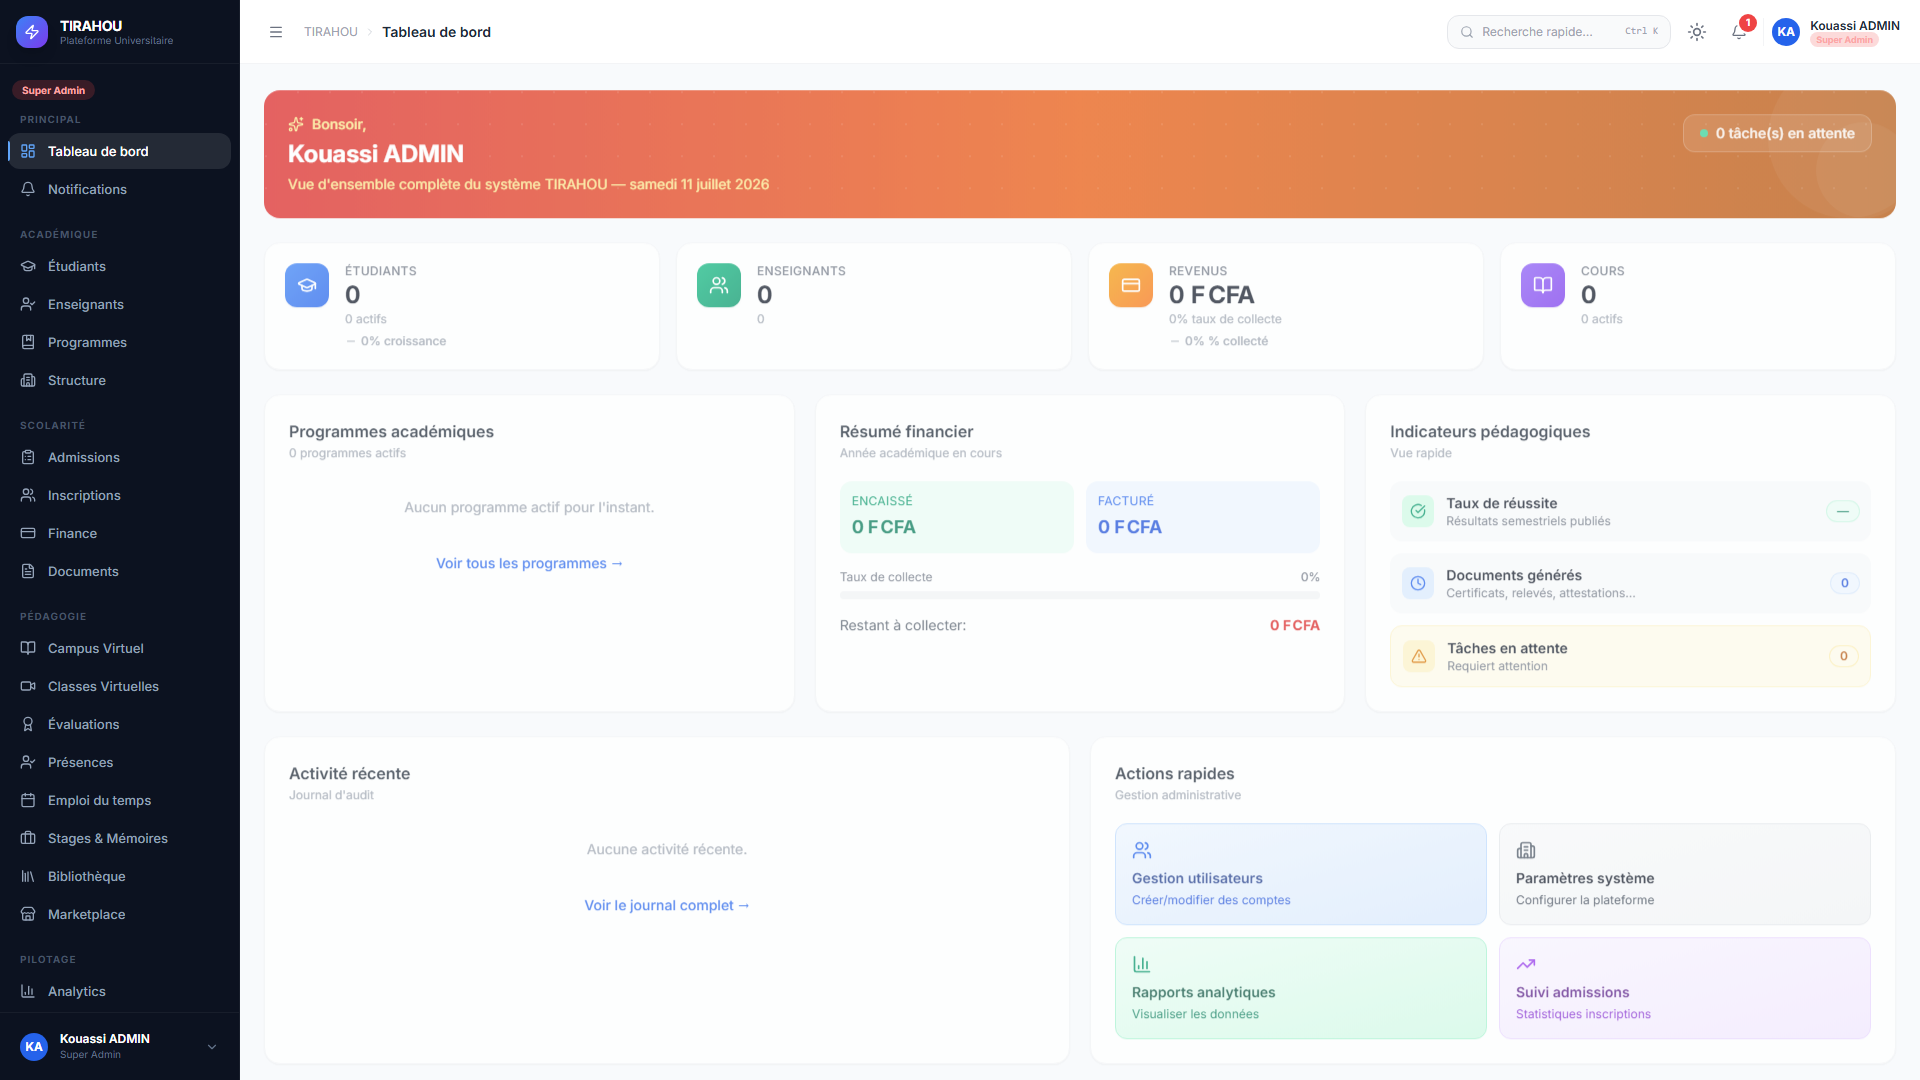 TIRAHOU
Plateforme Universitaire
Super Admin
PRINCIPAL
Tableau de bord
Notifications
ACADÉMIQUE
Étudiants
Enseignants
Programmes
Structure
SCOLARITÉ
Admissions
Inscriptions
Finance
Documents
PÉDAGOGIE
Campus Virtuel
Classes Virtuelles
Évaluations
Présences
Emploi du temps
Stages & Mémoires
Bibliothèque
Marketplace
PILOTAGE
Analytics
KA
Kouassi ADMIN
Super Admin
TIRAHOU
Tableau de bord
Recherche rapide...
Ctrl K
1
KA
Kouassi ADMIN
Super Admin
Bonsoir,
Kouassi ADMIN
Vue d'ensemble complète du système TIRAHOU — samedi 11 juillet 2026
0 tâche(s) en attente
ÉTUDIANTS
0
0 actifs
0% croissance
ENSEIGNANTS
0
0
REVENUS
0 F CFA
0% taux de collecte
0% % collecté
COURS
0
0 actifs
Programmes académiques
0 programmes actifs
Aucun programme actif pour l'instant.
Voir tous les programmes →
Résumé financier
Année académique en cours
ENCAISSÉ
0 F CFA
FACTURÉ
0 F CFA
Taux de collecte
0%
Restant à collecter:
0 F CFA
Indicateurs pédagogiques
Vue rapide
Taux de réussite
Résultats semestriels publiés
—
Documents générés
Certificats, relevés, attestations...
0
Tâches en attente
Requiert attention
0
Activité récente
Journal d'audit
Aucune activité récente.
Voir le journal complet →
Actions rapides
Gestion administrative
Gestion utilisateurs
Créer/modifier des comptes
Paramètres système
Configurer la plateforme
Rapports analytiques
Visualiser les données
Suivi admissions
Statistiques inscriptions